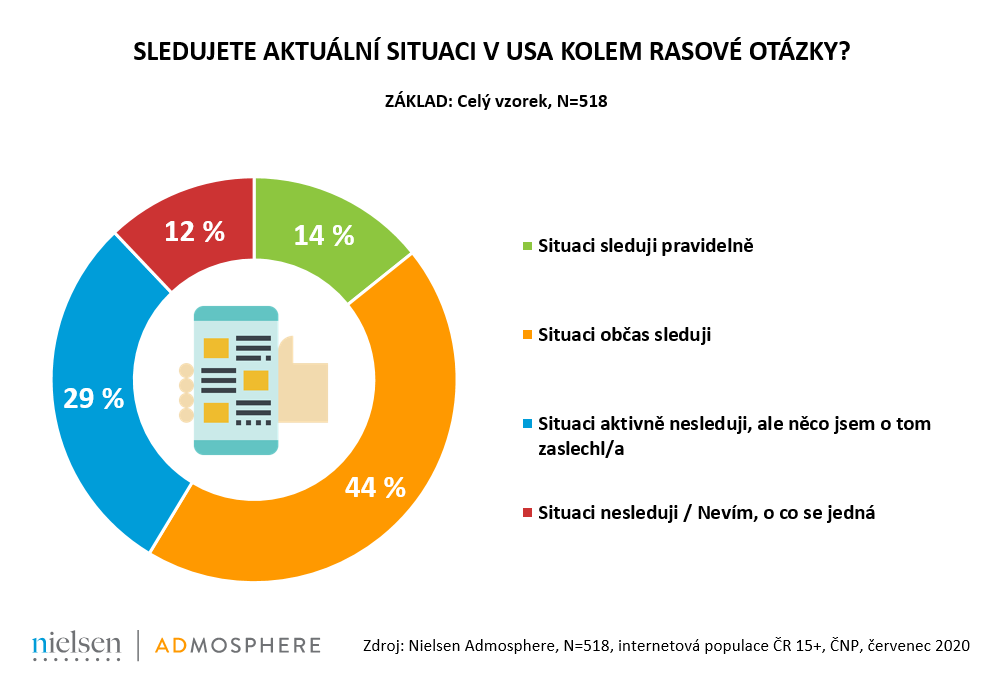 SLEDUJETE AKTUÁLNÍ SITUACI V USA KOLEM RASOVÉ OTÁZKY?
ZÁKLAD: Celý vzorek, N=518
12 %
14 %
29 %
44 %
Situaci sleduji pravidelně
Situaci občas sleduji
Situaci aktivně nesleduji, ale něco jsem o tom
zaslechl/a
Situaci nesleduji / Nevím, o co se jedná
nielsen
ADMOSPHERE
Zdroj: Nielsen Admosphere, N=518, internetová populace ČR 15+, ČNP, červenec 2020